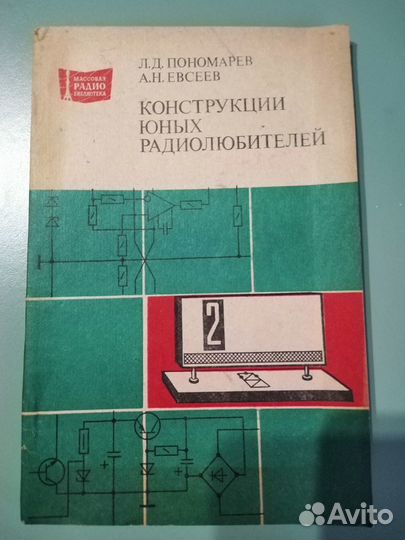 МАССОВАЯ
РАДИО
БИБЛИОТЕКА
Л.Д. ПОНОМАРЕВ
А.Н. ЕВСЕЕВ
КОНСТРУКЦИИ
ЮНЫХ
РАДИОЛЮБИТЕЛЕЙ
2
+
+
Avito